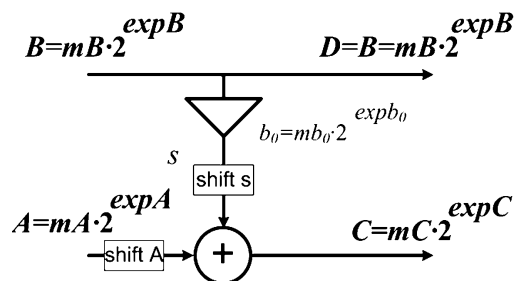 B=mB·2^expB D=B=mB·2^expB
b₀=mb₀·2^expb₀
s
shift s
A=mA·2^expA C=mC·2^expC
shift A +